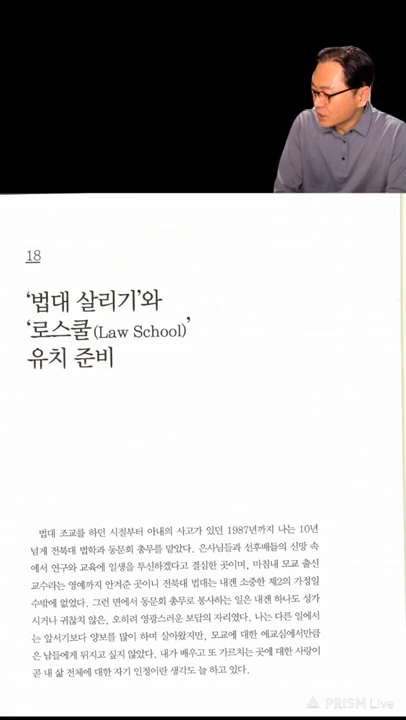 18
‘법대 살리기’와
‘로스쿨(Law School)’
유치 준비
법대 조교를 하던 시절부터 아내의 사고가 있던 1987년까지 나는 10년
넘게 전북대 법학과 동문회 총무를 맡았다. 은사님들과 선후배들의 신망 속
에서 연구와 교육에 일생을 투신하겠다고 결심한 곳이며, 마침내 모교 출신
교수라는 영예까지 안겨준 곳이니 전북대 법대는 내겐 소중한 제2의 가정일
수밖에 없었다. 그런 면에서 동문회 총무로 봉사하는 일은 내겐 하나도 성가
시거나 귀찮지 않은, 오히려 영광스러운 보답의 자리였다. 나는 다른 일에서
는 앞서기보다 양보를 많이 하며 살아왔지만, 모교에 대한 애교심에서만큼
은 남들에게 뒤지고 싶지 않았다. 내가 배우고 또 가르치는 곳에 대한 사랑이
곧 내 삶 전체에 대한 자기 인정이란 생각도 늘 하고 있다.
PRISM Live